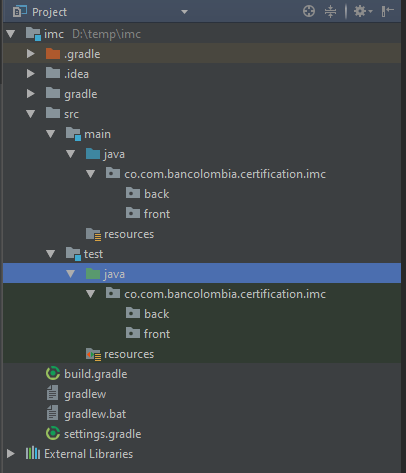 Project
imc D:\temp\imc
.gradle
.idea
gradle
src
main
java
co.com.bancolombia.certification.imc
back
front
resources
test
java
co.com.bancolombia.certification.imc
back
front
resources
build.gradle
gradlew
gradlew.bat
settings.gradle
External Libraries